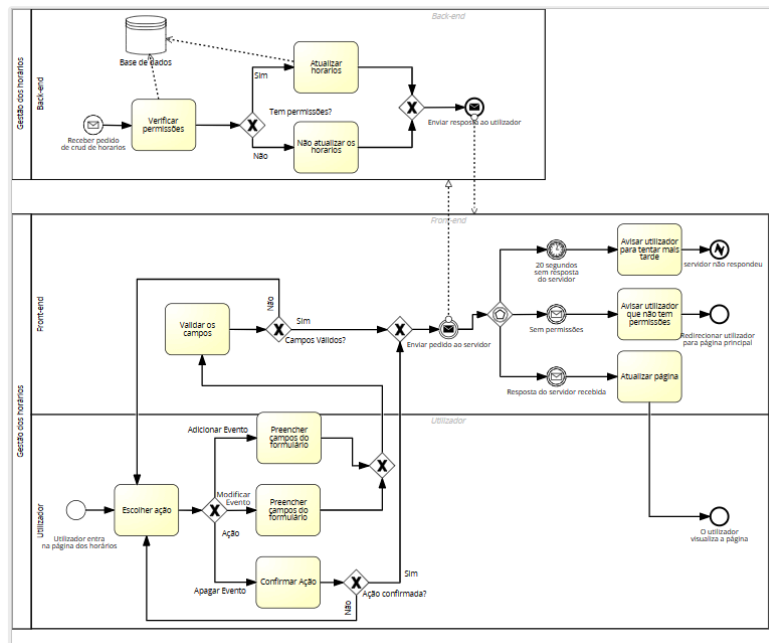 Back-end
Gestão dos horários
Back-end
Base de dados
Sim
Atualizar
horarios
Verificar
permissões
Tem permissões?
Receber pedido
de crud de horarios
Enviar resposta ao utilizador
Não
Não atualizar os
horarios
Front-end
Gestão dos horários
Front-end
Não
Validar os
campos
Sim
Campos Válidos?
Enviar pedido ao servidor
20 segundos
sem resposta
do servidor
Avisar utilizador
para tentar mais
tarde
servidor não respondeu
Sem permissões
Avisar utilizador
que não tem
permissões
Redirecionar utilizador
para página principal
Resposta do servidor recebida
Atualizar página
Utilizador
Utilizador
Adicionar Evento
Preencher
campos do
formulário
Escolher ação
Modificar
Evento
Preencher
campos do
formulário
Ação
Utilizador entra
na página dos horários
O utilizador
visualiza a página
Apagar Evento
Confirmar Ação
Sim
Ação confirmada?
Não